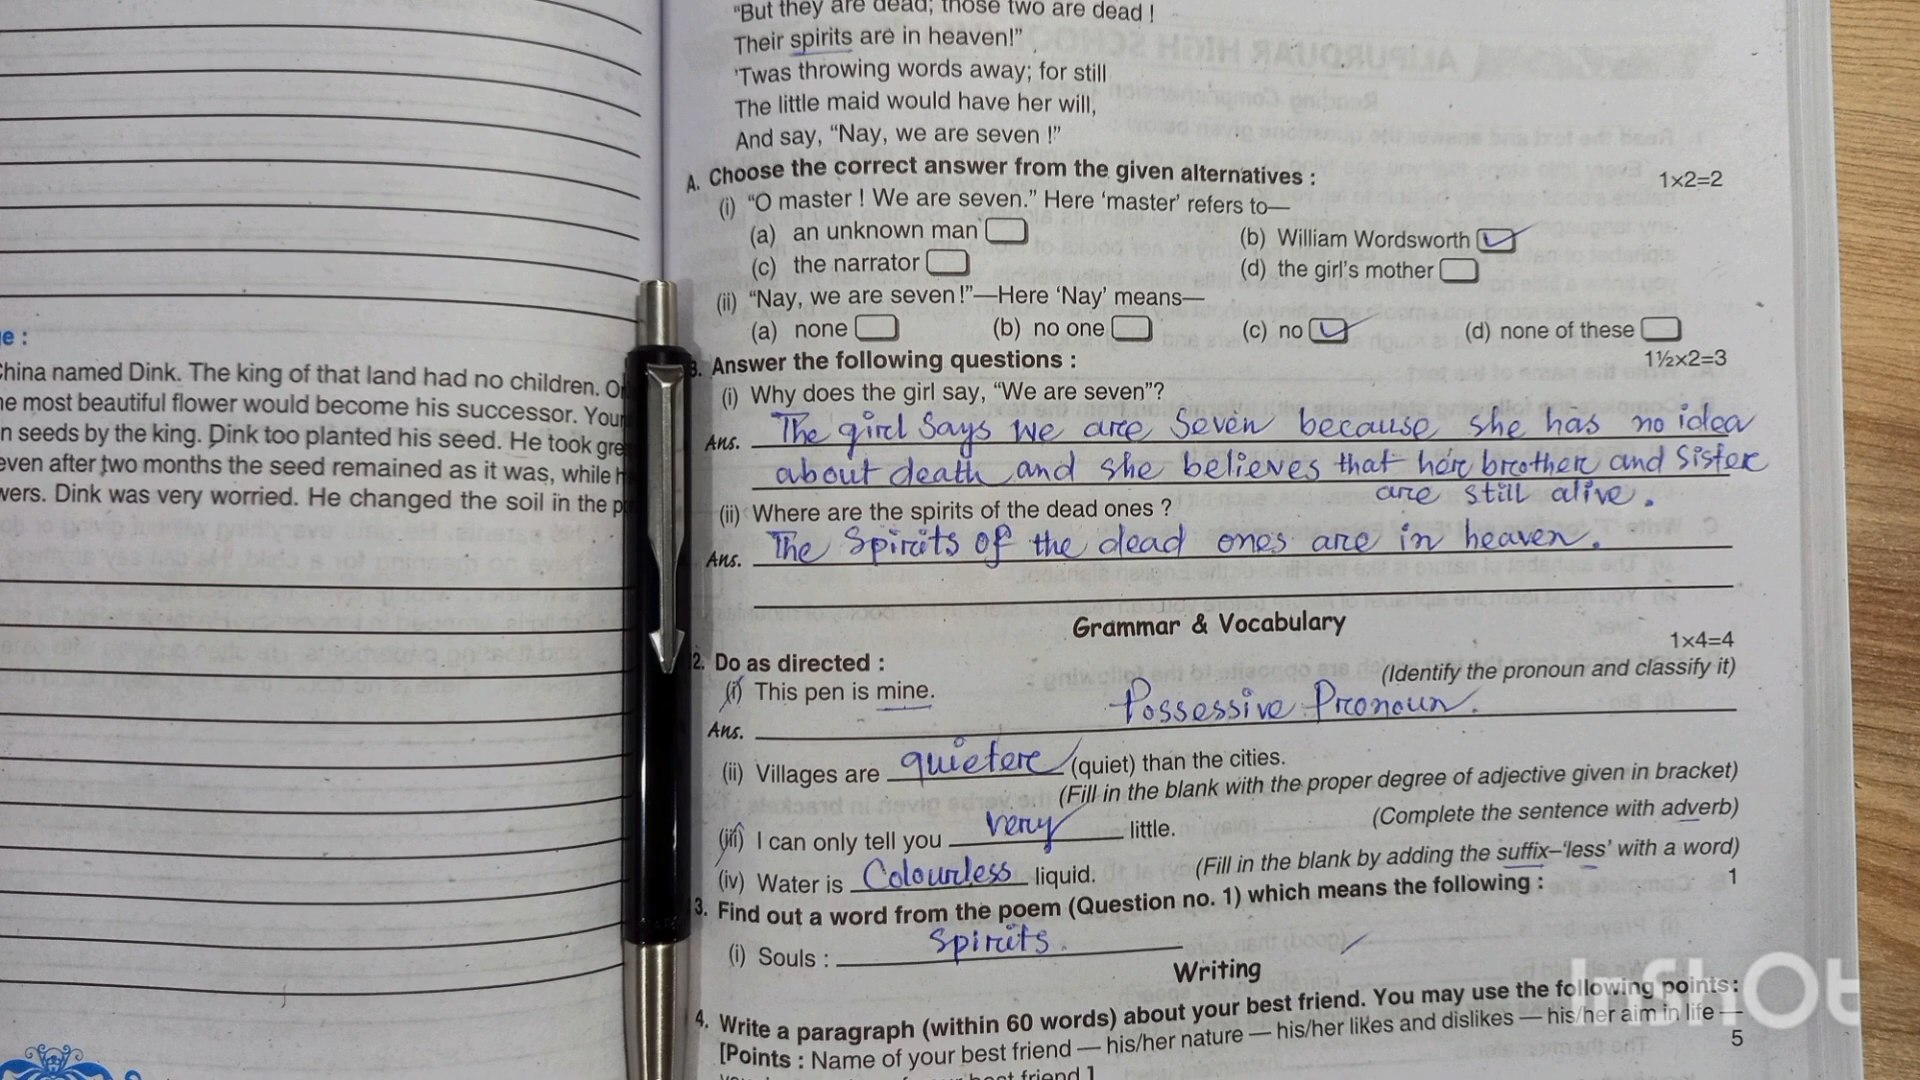 "But they are dead; those two are dead !
Their spirits are in heaven!"
'Twas throwing words away; for still
The little maid would have her will,
And say, "Nay, we are seven !"
A. Choose the correct answer from the given alternatives : 1×2=2
(i) "O master ! We are seven." Here 'master' refers to—
(a) an unknown man (b) William Wordsworth
(c) the narrator (d) the girl's mother
(ii) "Nay, we are seven!"—Here 'Nay' means—
(a) none (b) no one (c) no (d) none of these
B. Answer the following questions : 1½×2=3
(i) Why does the girl say, "We are seven"?
Ans. The girl says we are seven because she has no idea
about death and she believes that her brother and sister
are still alive.
(ii) Where are the spirits of the dead ones ?
Ans. The spirits of the dead ones are in heaven.
Grammar & Vocabulary
2. Do as directed : 1×4=4
(i) This pen is mine. (Identify the pronoun and classify it)
Ans. Possessive Pronoun.
(ii) Villages are quieter (quiet) than the cities.
(Fill in the blank with the proper degree of adjective given in bracket)
(iii) I can only tell you very little. (Complete the sentence with adverb)
(iv) Water is Colourless liquid. (Fill in the blank by adding the suffix–'less' with a word)
3. Find out a word from the poem (Question no. 1) which means the following : 1
(i) Souls : Spirits.
Writing
4. Write a paragraph (within 60 words) about your best friend. You may use the following points:
[Points : Name of your best friend — his/her nature — his/her likes and dislikes — his/her aim in life —
5
best friend.]
e :
China named Dink. The king of that land had no children.
most beautiful flower would become his successor.
seeds by the king. Dink too planted his seed. He took
even after two months the seed remained as it was, while
Dink was very worried. He changed the soil in the
InShOt